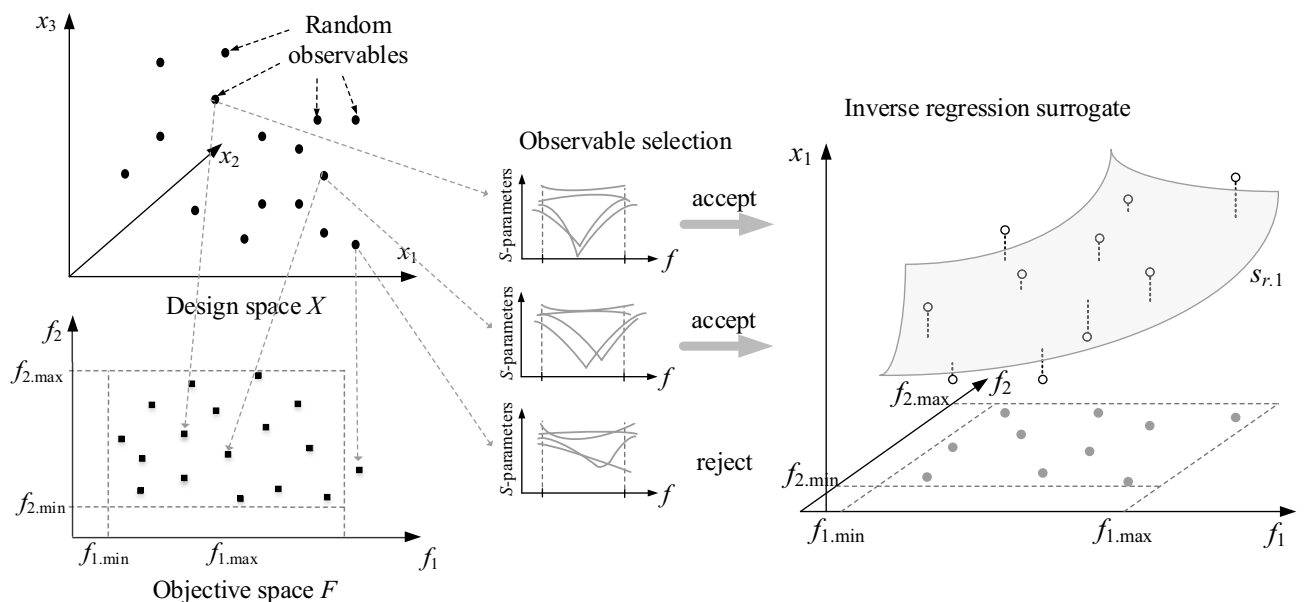 x3
Random
observables
x2
x1
Design space X
f2
f2.max
f2.min
f1.min
f1.max
f1
Objective space F
Observable selection
S-parameters
f
accept
S-parameters
f
accept
S-parameters
f
reject
Inverse regression surrogate
x1
sr.1
f2.max
f2
f2.min
f1.min
f1.max
f1